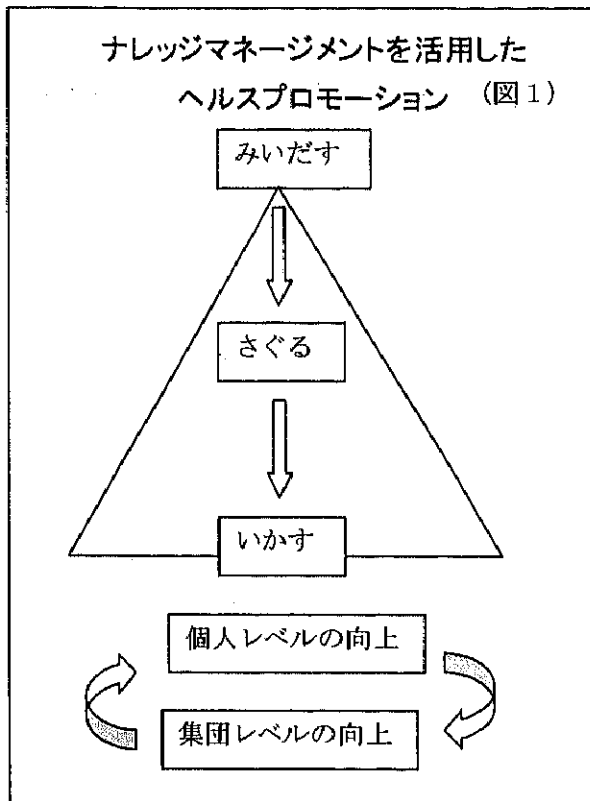 ナレッジマネージメントを活用した
ヘルスプロモーション (図1)
みいだす
さぐる
いかす
個人レベルの向上
集団レベルの向上